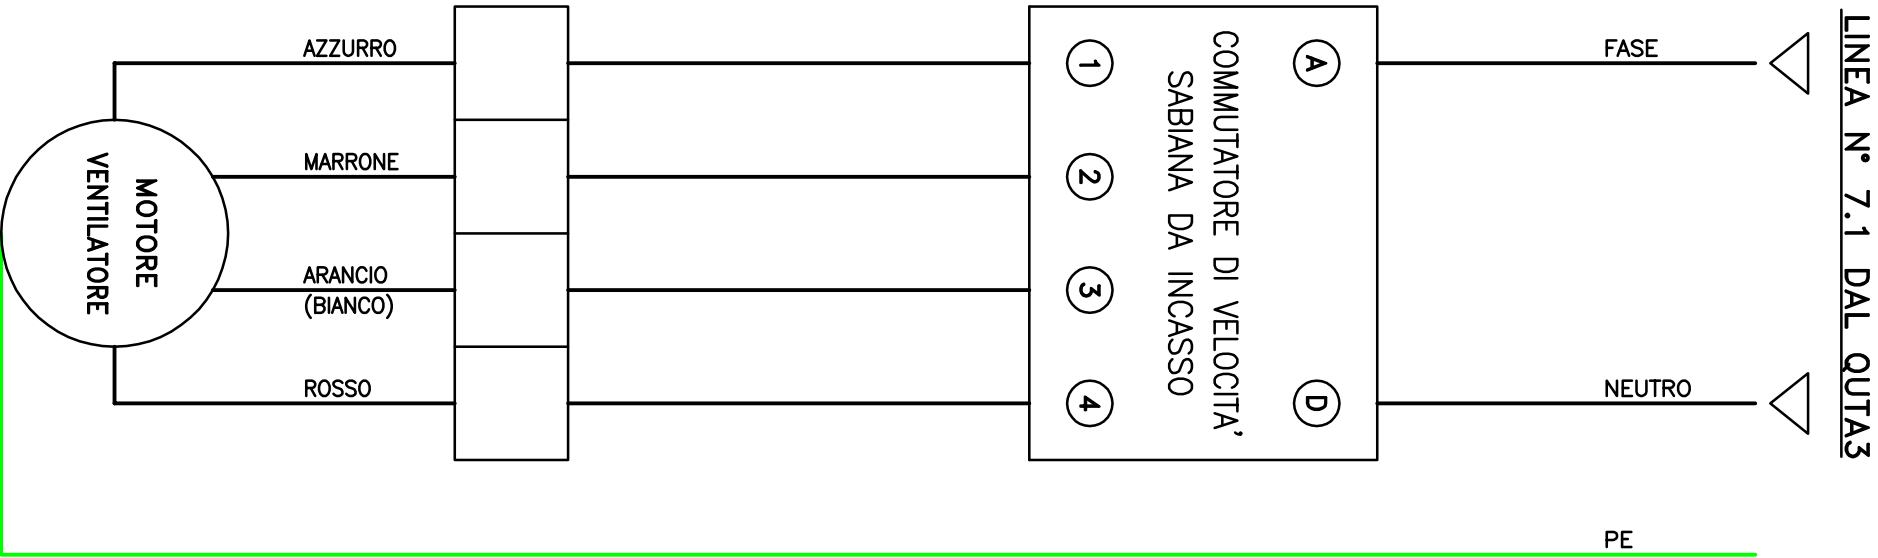 LINEA N° 7.1 DAL QUTA3
FASE
NEUTRO
PE
COMMUTATORE DI VELOCITA'
SABIANA DA INCASSO
A
D
1
2
3
4
AZZURRO
MARRONE
ARANCIO
(BIANCO)
ROSSO
MOTORE
VENTILATORE